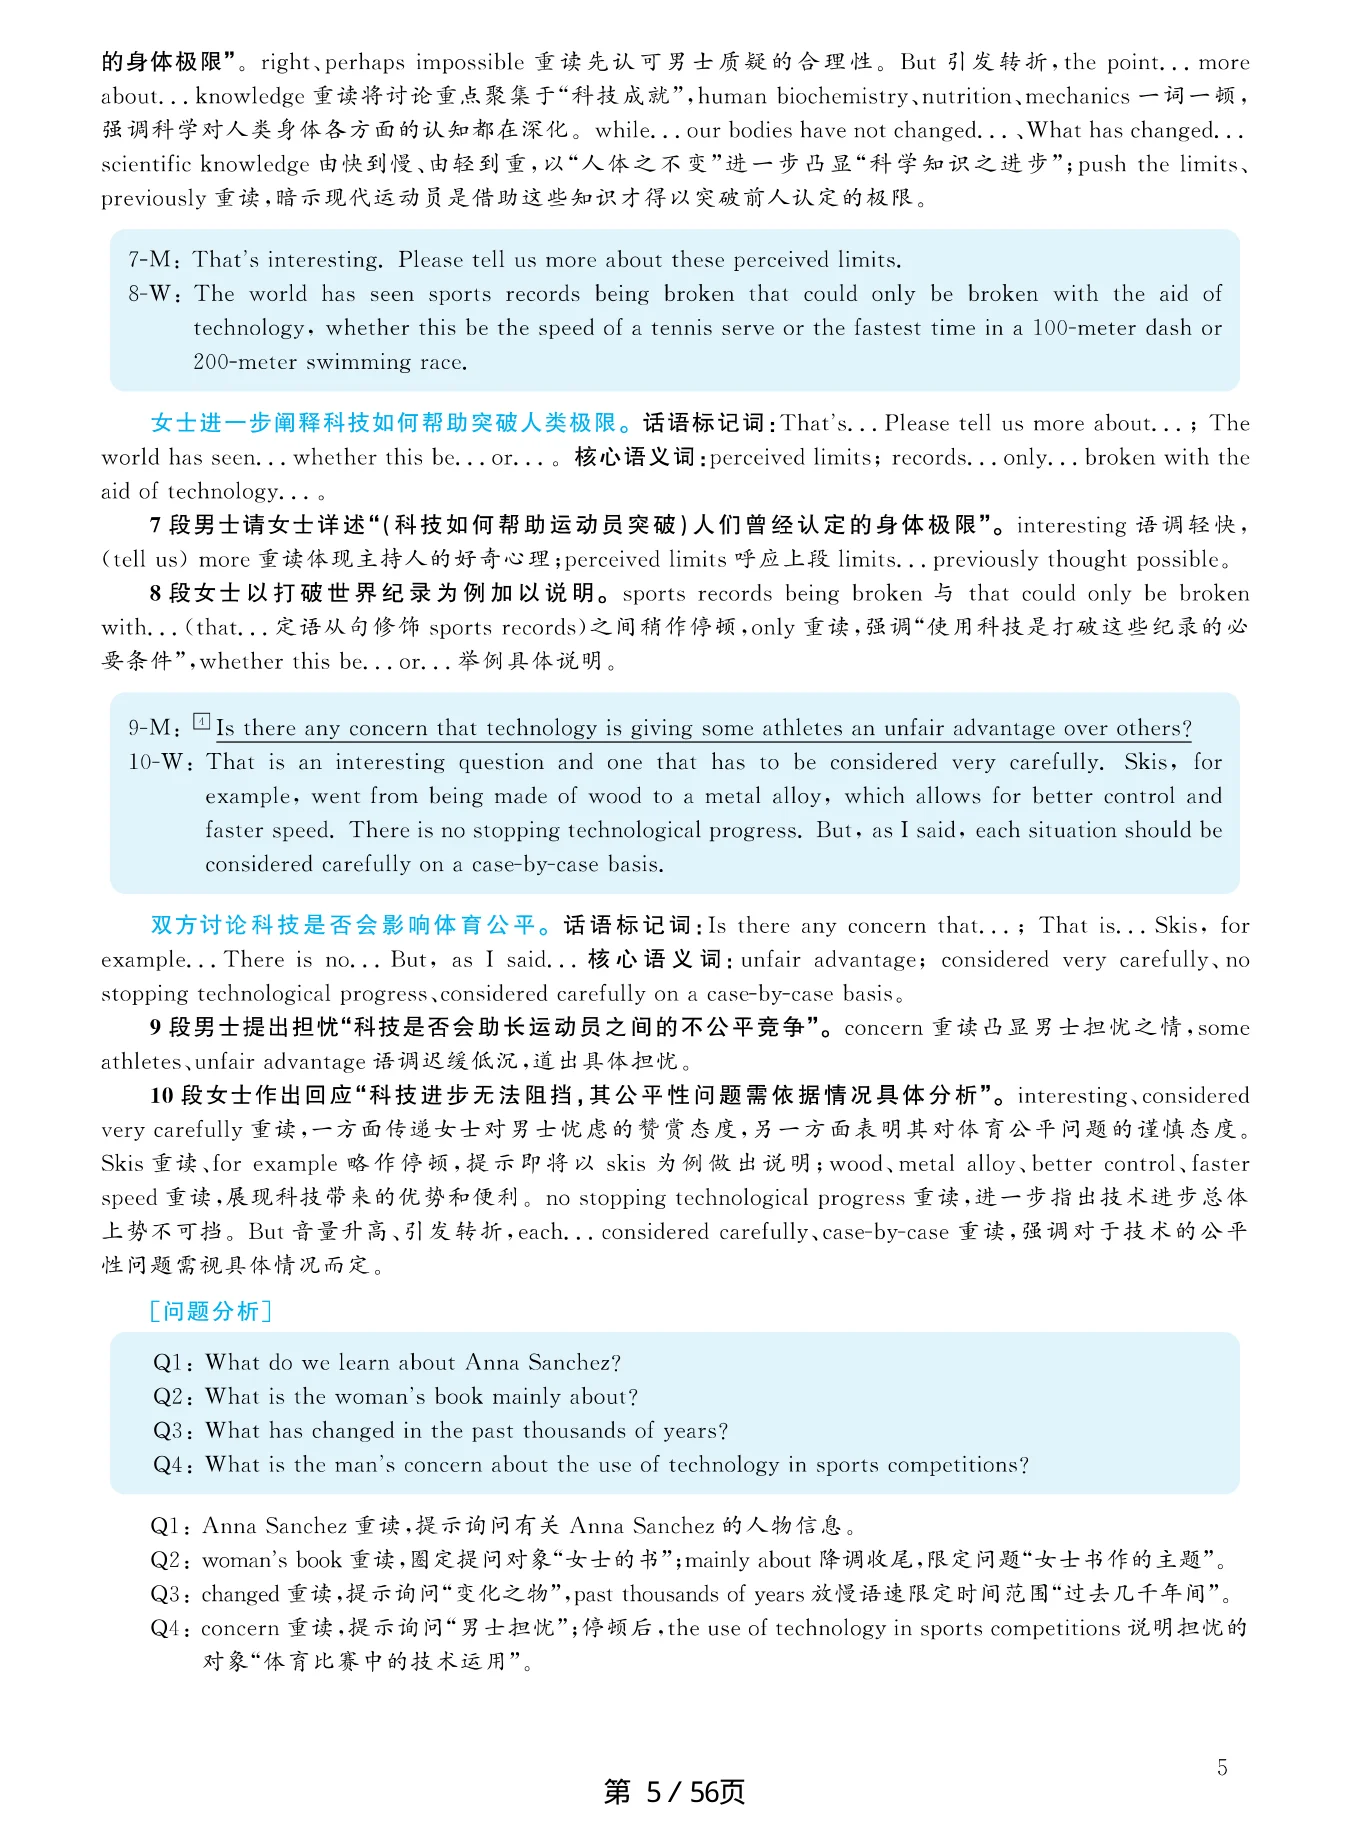 的身体极限”。right、perhaps impossible 重读先认可男士质疑的合理性。But 引发转折,the point... more
about... knowledge 重读将讨论重点聚集于“科技成就”,human biochemistry、nutrition、mechanics 一词一顿,
强调科学对人类身体各方面的认知都在深化。while... our bodies have not changed... 、What has changed...
scientific knowledge 由快到慢、由轻到重,以“人体之不变”进一步凸显“科学知识之进步”;push the limits、
previously 重读,暗示现代运动员是借助这些知识才得以突破前人认定的极限。
7-M: That's interesting. Please tell us more about these perceived limits.
8-W: The world has seen sports records being broken that could only be broken with the aid of
technology, whether this be the speed of a tennis serve or the fastest time in a 100-meter dash or
200-meter swimming race.
女士进一步阐释科技如何帮助突破人类极限。话语标记词:That's... Please tell us more about... ; The
world has seen... whether this be... or... 。核心语义词:perceived limits; records... only... broken with the
aid of technology... 。
7 段男士请女士详述“(科技如何帮助运动员突破)人们曾经认定的身体极限”。interesting 语调轻快,
(tell us) more 重读体现主持人的好奇心理;perceived limits 呼应上段 limits... previously thought possible。
8 段女士以打破世界纪录为例加以说明。sports records being broken 与 that could only be broken
with... (that... 定语从句修饰 sports records)之间稍作停顿,only 重读,强调“使用科技是打破这些纪录的必
要条件”,whether this be... or... 举例具体说明。
9-M: [4] Is there any concern that technology is giving some athletes an unfair advantage over others?
10-W: That is an interesting question and one that has to be considered very carefully. Skis, for
example, went from being made of wood to a metal alloy, which allows for better control and
faster speed. There is no stopping technological progress. But, as I said, each situation should be
considered carefully on a case-by-case basis.
双方讨论科技是否会影响体育公平。话语标记词:Is there any concern that... ; That is... Skis, for
example... There is no... But, as I said... 核心语义词:unfair advantage; considered very carefully、no
stopping technological progress、considered carefully on a case-by-case basis。
9 段男士提出担忧“科技是否会助长运动员之间的不公平竞争”。concern 重读凸显男士担忧之情,some
athletes、unfair advantage 语调迟缓低沉,道出具体担忧。
10 段女士作出回应“科技进步无法阻挡,其公平性问题需依据情况具体分析”。interesting、considered
very carefully 重读,一方面传递女士对男士忧虑的赞赏态度,另一方面表明其对体育公平问题的谨慎态度。
Skis 重读、for example 略作停顿,提示即将以 skis 为例做出说明;wood、metal alloy、better control、faster
speed 重读,展现科技带来的优势和便利。no stopping technological progress 重读,进一步指出技术进步总体
上势不可挡。But 音量升高、引发转折,each... considered carefully、case-by-case 重读,强调对于技术的公平
性问题需视具体情况而定。
[问题分析]
Q1: What do we learn about Anna Sanchez?
Q2: What is the woman's book mainly about?
Q3: What has changed in the past thousands of years?
Q4: What is the man's concern about the use of technology in sports competitions?
Q1: Anna Sanchez 重读,提示询问有关 Anna Sanchez 的人物信息。
Q2: woman's book 重读,圈定提问对象“女士的书”;mainly about 降调收尾,限定问题“女士书作的主题”。
Q3: changed 重读,提示询问“变化之物”,past thousands of years 放慢语速限定时间范围“过去几千年间”。
Q4: concern 重读,提示询问“男士担忧”;停顿后,the use of technology in sports competitions 说明担忧的
对象“体育比赛中的技术运用”。
5
第 5 / 56页